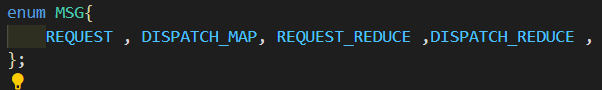 enum MSG{
REQUEST , DISPATCH_MAP, REQUEST_REDUCE ,DISPATCH_REDUCE ,
};